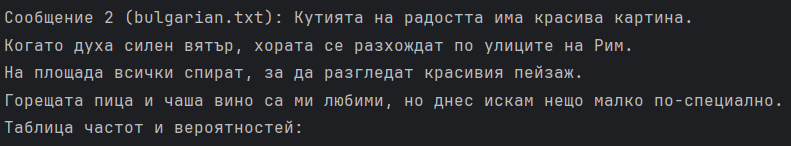 Сообщение 2 (bulgarian.txt): Кутията на радостта има красива картина.
Когато духа силен вятър, хората се разхождат по улиците на Рим.
На площада всички спират, за да разгледат красивия пейзаж.
Горещата пица и чаша вино са ми любими, но днес искам нещо малко по-специално.
Таблица частот и вероятностей: